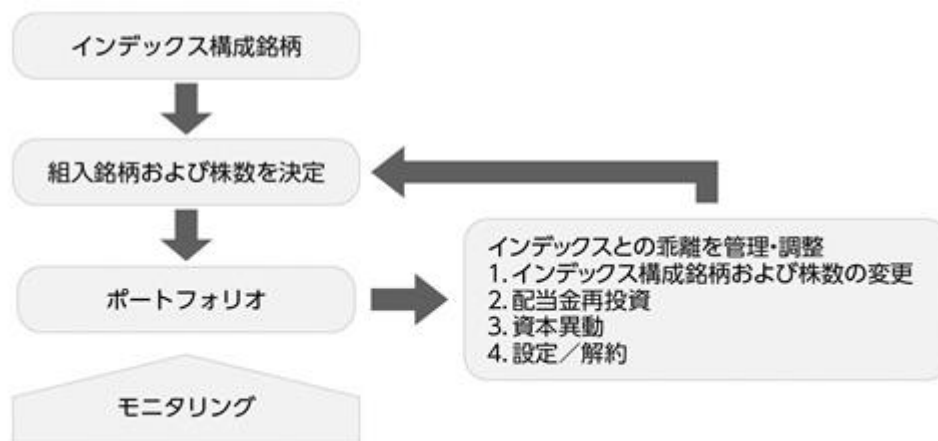 インデックス構成銘柄
組入銘柄および株数を決定
ポートフォリオ
インデックスとの乖離を管理・調整
1. インデックス構成銘柄および株数の変更
2. 配当金再投資
3. 資本異動
4. 設定／解約
モニタリング